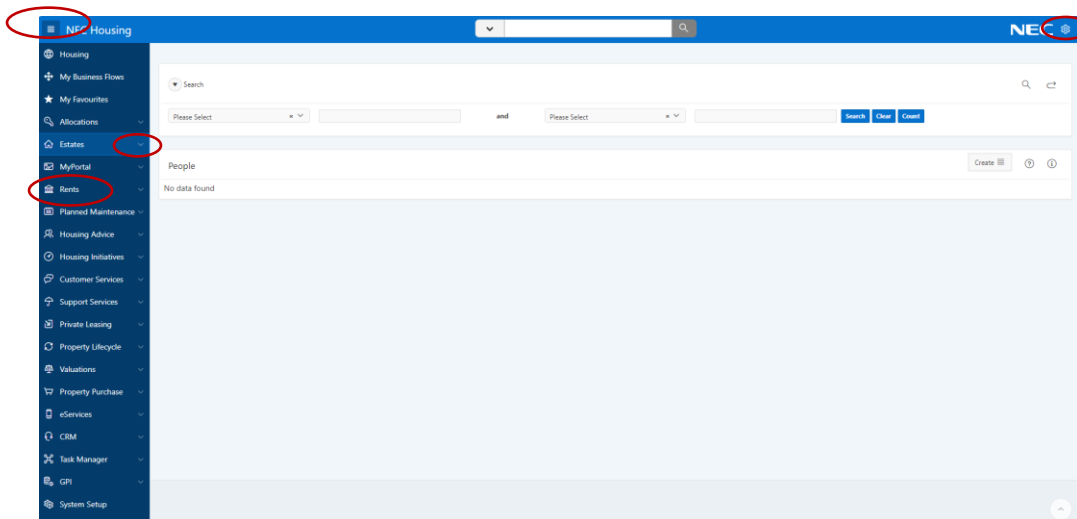 NEC Housing
NEC
Housing
My Business Flows
My Favourites
Allocations
Estates
MyPortal
Rents
Planned Maintenance
Housing Advice
Housing Initiatives
Customer Services
Support Services
Private Leasing
Property Lifecycle
Valuations
Property Purchase
eServices
CRM
Task Manager
GPI
System Setup
Search
Please Select × and Please Select × Search Clear Count
People Create
No data found